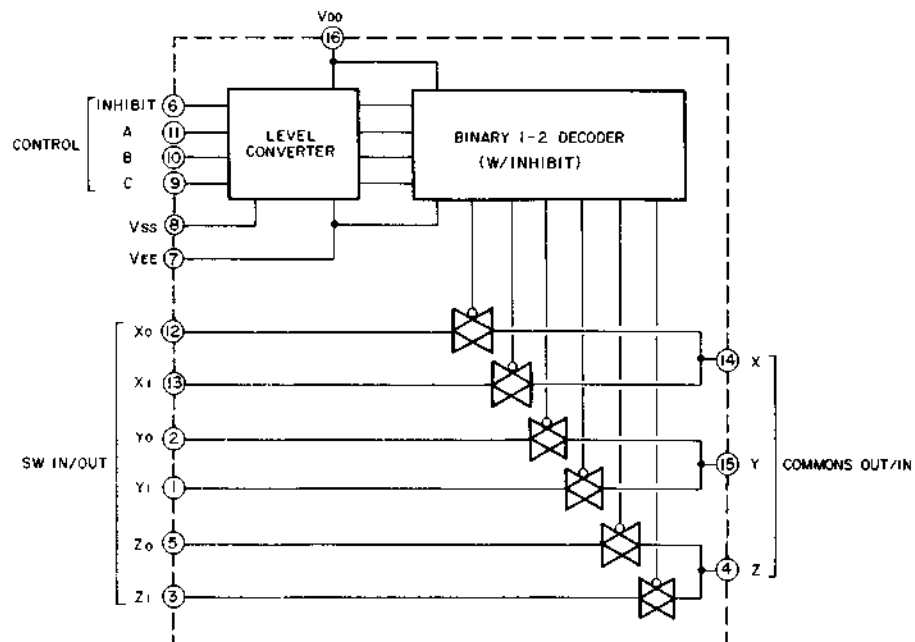 VDD
16
INHIBIT 6
A 11
B 10
C 9
CONTROL
LEVEL
CONVERTER
BINARY 1-2 DECODER
(W/INHIBIT)
VSS 8
VEE 7
X0 12
X1 13
Y0 2
SW IN/OUT
Y1 1
Z0 5
Z1 3
14 X
15 Y COMMONS OUT/IN
4 Z